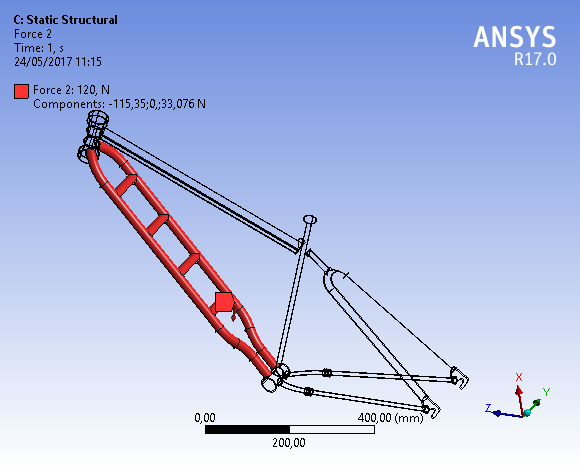 C: Static Structural
Force 2
Time: 1, s
24/05/2017 11:15
Force 2: 120, N
Components: -115,35;0,;33,076 N
ANSYS
R17.0
X
Y
Z
0,00
400,00 (mm)
200,00